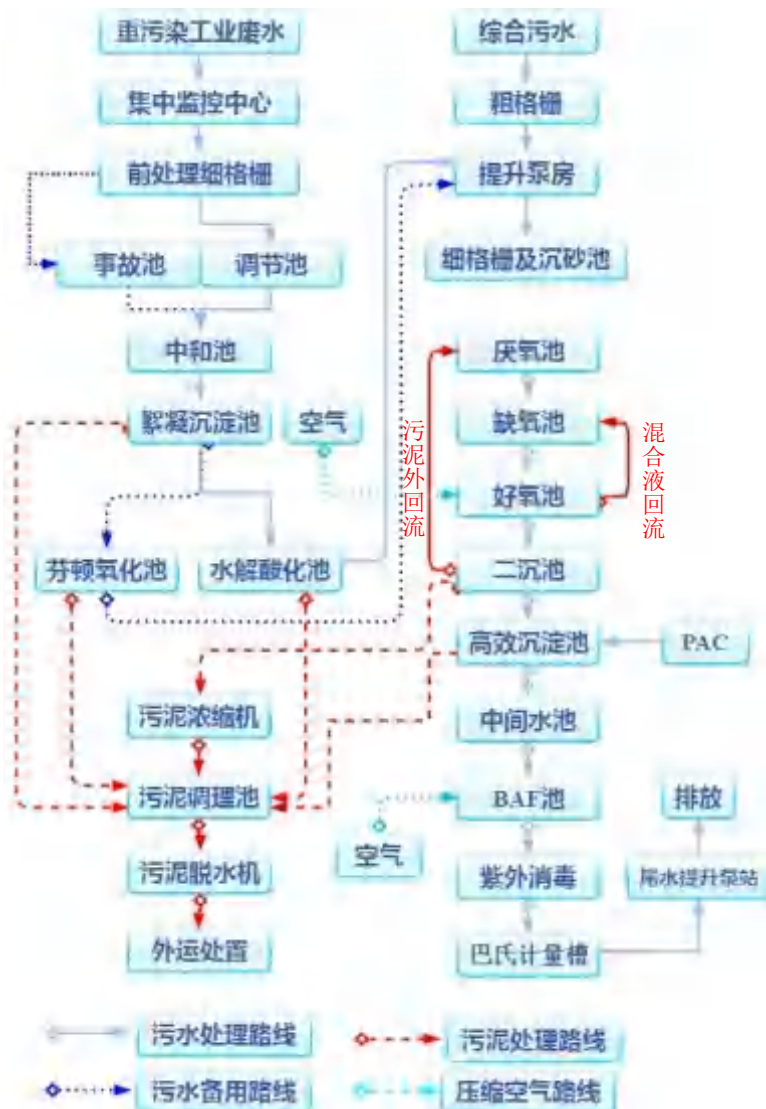 重污染工业废水
综合污水
集中监控中心
粗格栅
前处理细格栅
提升泵房
事故池
调节池
细格栅及沉砂池
中和池
厌氧池
絮凝沉淀池
空气
缺氧池
污泥外回流
混合液回流
好氧池
芬顿氧化池
水解酸化池
二沉池
高效沉淀池
PAC
污泥浓缩机
中间水池
污泥调理池
BAF池
排放
空气
污泥脱水机
紫外消毒
尾水提升泵站
外运处置
巴氏计量槽
污水处理路线
污泥处理路线
污水备用路线
压缩空气路线